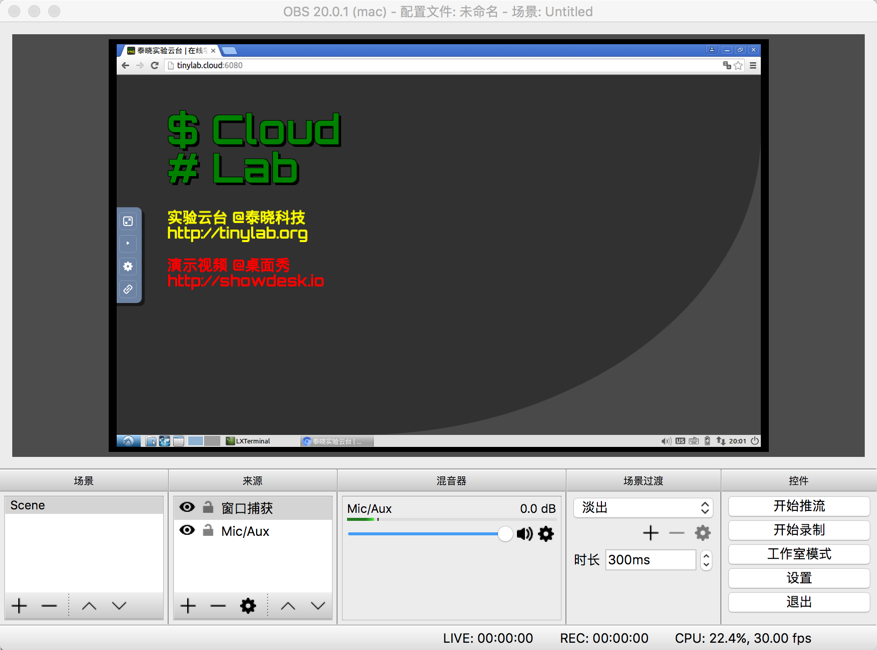 OBS 20.0.1 (mac) - 配置文件: 未命名 - 场景: Untitled
泰晓实验云台 | 在线
tinylab.cloud:6080
$ Cloud
# Lab
实验云台 @泰晓科技
http://tinylab.org
演示视频 @桌面秀
http://showdesk.io
LXTerminal
泰晓实验云台 |...
US
20:01
场景
来源
混音器
场景过渡
控件
Scene
窗口捕获
Mic/Aux
Mic/Aux
0.0 dB
淡出
时长
300ms
开始推流
开始录制
工作室模式
设置
退出
LIVE: 00:00:00
REC: 00:00:00
CPU: 22.4%, 30.00 fps